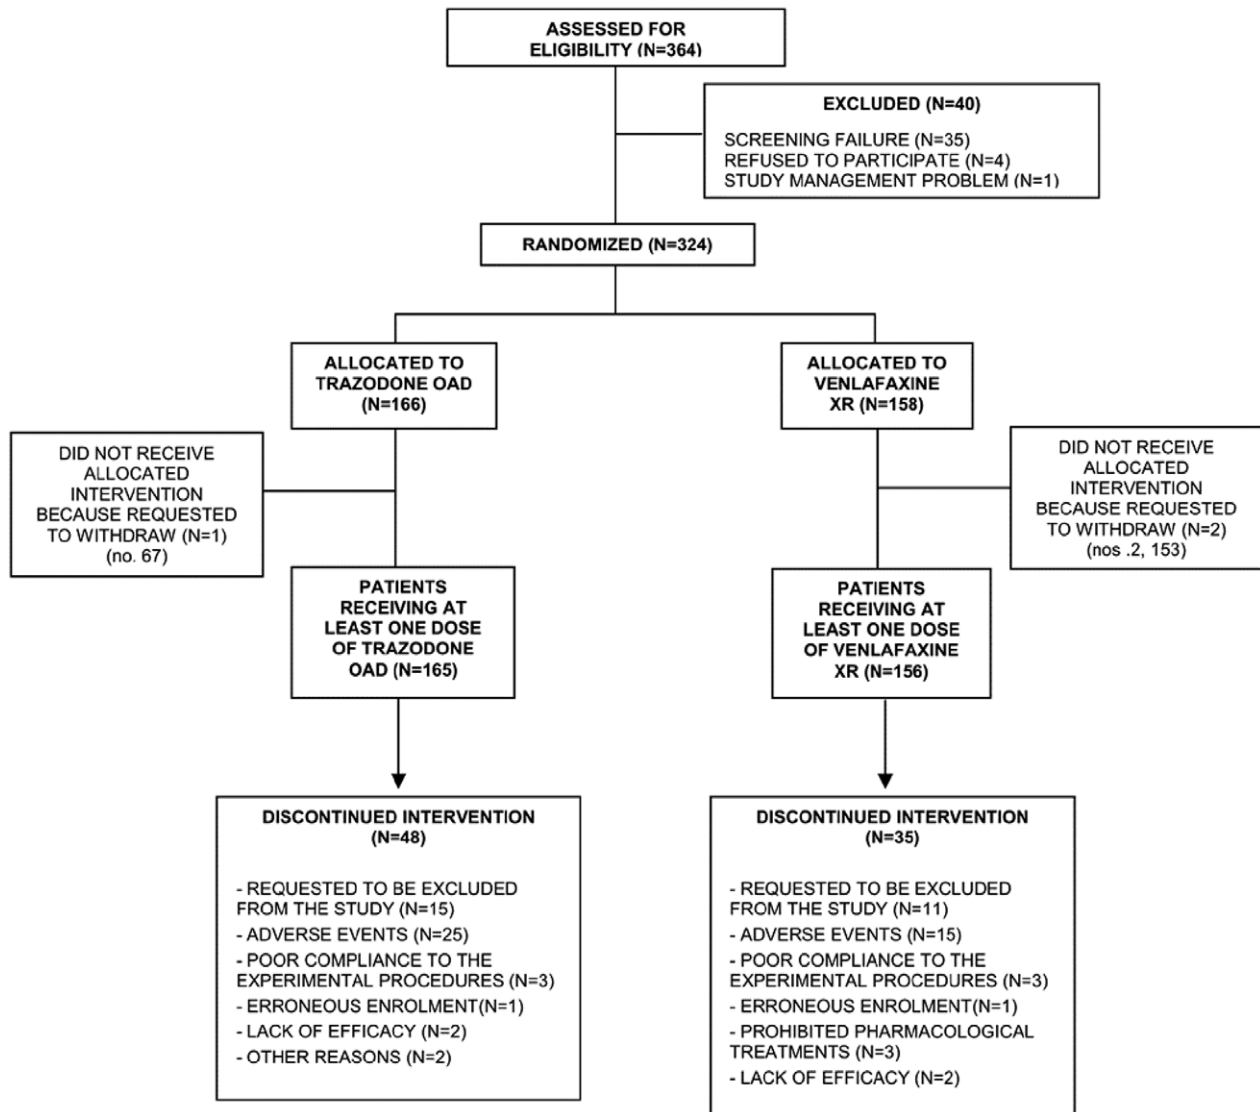 ASSESSED FOR
ELIGIBILITY (N=364)
EXCLUDED (N=40)
SCREENING FAILURE (N=35)
REFUSED TO PARTICIPATE (N=4)
STUDY MANAGEMENT PROBLEM (N=1)
RANDOMIZED (N=324)
ALLOCATED TO
TRAZODONE OAD
(N=166)
ALLOCATED TO
VENLAFAXINE
XR (N=158)
DID NOT RECEIVE
ALLOCATED
INTERVENTION
BECAUSE REQUESTED
TO WITHDRAW (N=1)
(no. 67)
DID NOT RECEIVE
ALLOCATED
INTERVENTION
BECAUSE REQUESTED
TO WITHDRAW (N=2)
(nos .2, 153)
PATIENTS
RECEIVING AT
LEAST ONE DOSE
OF TRAZODONE
OAD (N=165)
PATIENTS
RECEIVING AT
LEAST ONE DOSE
OF VENLAFAXINE
XR (N=156)
DISCONTINUED INTERVENTION
(N=48)
- REQUESTED TO BE EXCLUDED
FROM THE STUDY (N=15)
- ADVERSE EVENTS (N=25)
- POOR COMPLIANCE TO THE
EXPERIMENTAL PROCEDURES (N=3)
- ERRONEOUS ENROLMENT(N=1)
- LACK OF EFFICACY (N=2)
- OTHER REASONS (N=2)
DISCONTINUED INTERVENTION
(N=35)
- REQUESTED TO BE EXCLUDED
FROM THE STUDY (N=11)
- ADVERSE EVENTS (N=15)
- POOR COMPLIANCE TO THE
EXPERIMENTAL PROCEDURES (N=3)
- ERRONEOUS ENROLMENT(N=1)
- PROHIBITED PHARMACOLOGICAL
TREATMENTS (N=3)
- LACK OF EFFICACY (N=2)